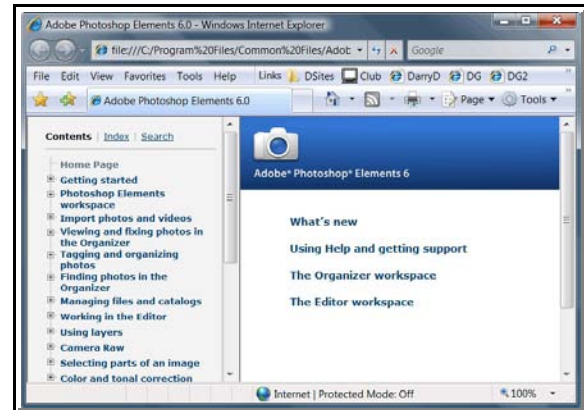 Adobe Photoshop Elements 6.0 - Windows Internet Explorer
file:///C:/Program%20Files/Common%20Files/Adob
Google
File Edit View Favorites Tools Help Links DSites Club DarryD DG DG2 »
Adobe Photoshop Elements 6.0
Page Tools »
Contents | Index | Search
Home Page
Getting started
Photoshop Elements
workspace
Import photos and videos
Viewing and fixing photos in
the Organizer
Tagging and organizing
photos
Finding photos in the
Organizer
Managing files and catalogs
Working in the Editor
Using layers
Camera Raw
Selecting parts of an image
Color and tonal correction
Adobe® Photoshop® Elements 6
What's new
Using Help and getting support
The Organizer workspace
The Editor workspace
Internet | Protected Mode: Off
100%